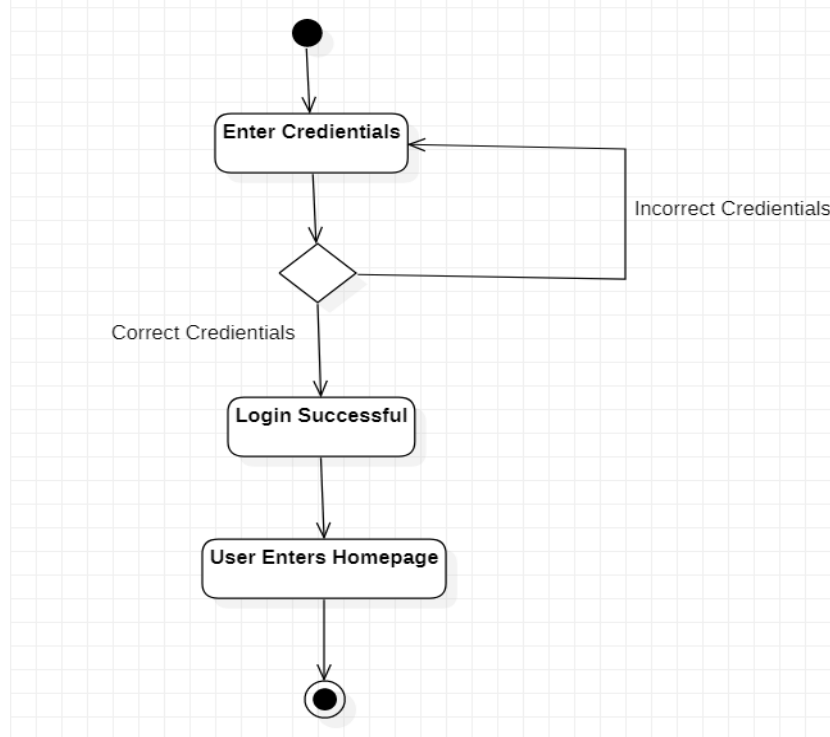 Enter Credientials
Incorrect Credientials
Correct Credientials
Login Successful
User Enters Homepage